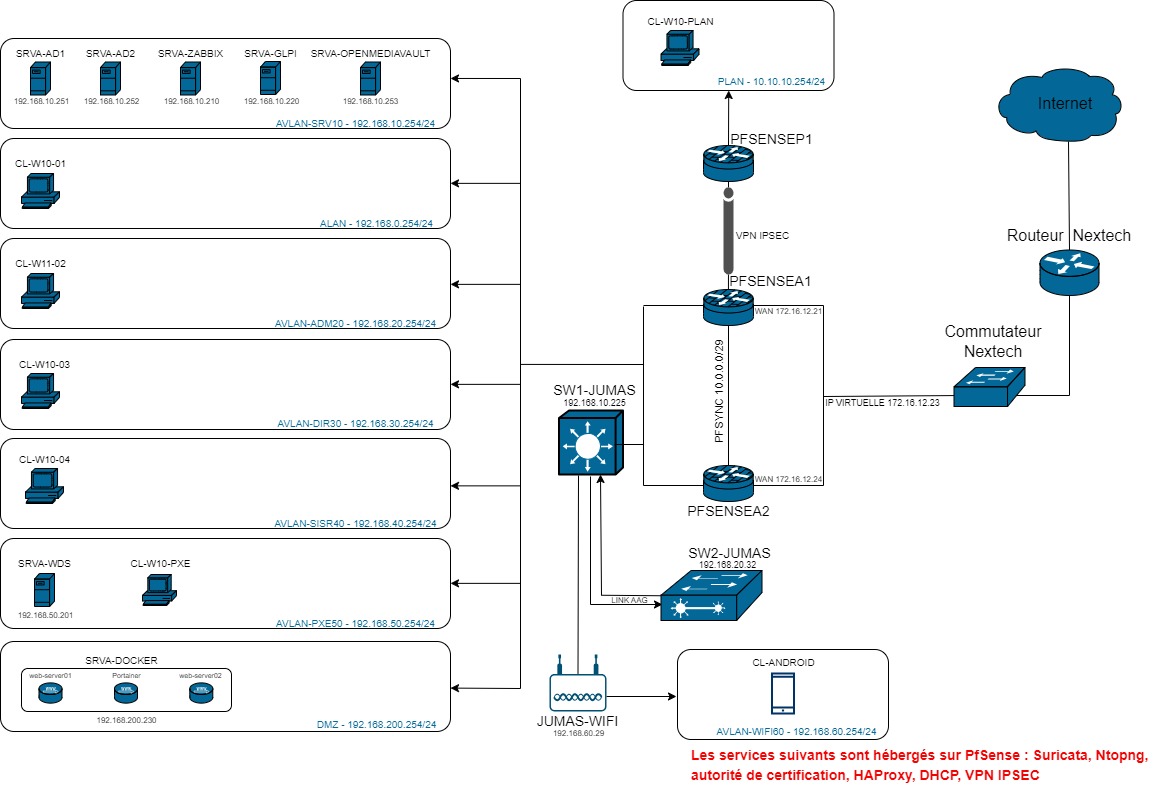 CL-W10-PLAN
PLAN - 10.10.10.254/24
SRVA-AD1
SRVA-AD2
SRVA-ZABBIX
SRVA-GLPI
SRVA-OPENMEDIAVAULT
192.168.10.251
192.168.10.252
192.168.10.210
192.168.10.220
192.168.10.253
AVLAN-SRV10 - 192.168.10.254/24
CL-W10-01
ALAN - 192.168.0.254/24
CL-W11-02
AVLAN-ADM20 - 192.168.20.254/24
CL-W10-03
AVLAN-DIR30 - 192.168.30.254/24
CL-W10-04
AVLAN-SISR40 - 192.168.40.254/24
SRVA-WDS
CL-W10-PXE
192.168.50.201
AVLAN-PXE50 - 192.168.50.254/24
SRVA-DOCKER
web-server01
Portainer
web-server02
192.168.200.230
DMZ - 192.168.200.254/24
PFSENSEP1
VPN IPSEC
PFSENSEA1
WAN 172.16.12.21
PFSYNC 10.0.0.0/29
WAN 172.16.12.24
PFSENSEA2
IP VIRTUELLE 172.16.12.23
Internet
Routeur Nextech
Commutateur
Nextech
SW1-JUMAS
192.168.10.225
SW2-JUMAS
192.168.20.32
LINK AAG
JUMAS-WIFI
192.168.60.29
CL-ANDROID
AVLAN-WIFI60 - 192.168.60.254/24
Les services suivants sont hébergés sur PfSense : Suricata, Ntopng,
autorité de certification, HAProxy, DHCP, VPN IPSEC